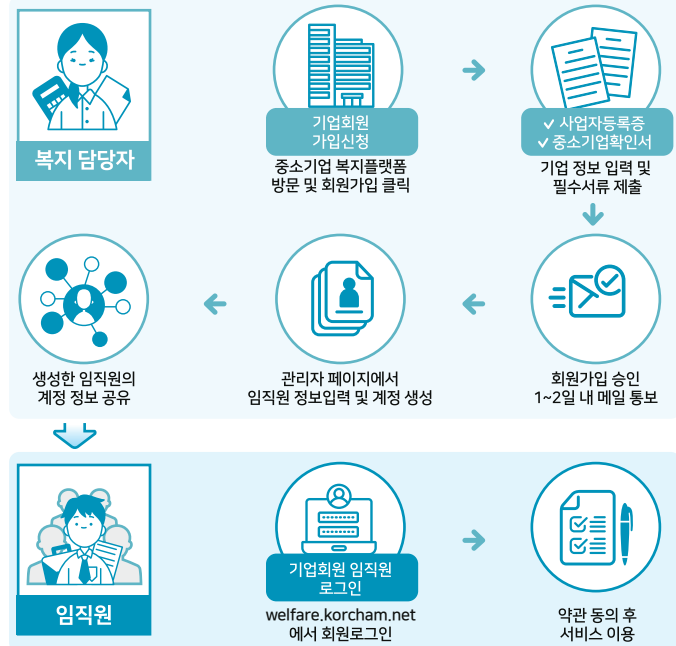 복지 담당자
기업회원
가입신청
중소기업 복지플랫폼
방문 및 회원가입 클릭
사업자등록증
중소기업확인서
기업 정보 입력 및
필수서류 제출
회원가입 승인
1~2일 내 메일 통보
관리자 페이지에서
임직원 정보입력 및 계정 생성
생성한 임직원의
계정 정보 공유
임직원
기업회원 임직원
로그인
welfare.korcham.net
에서 회원로그인
약관 동의 후
서비스 이용